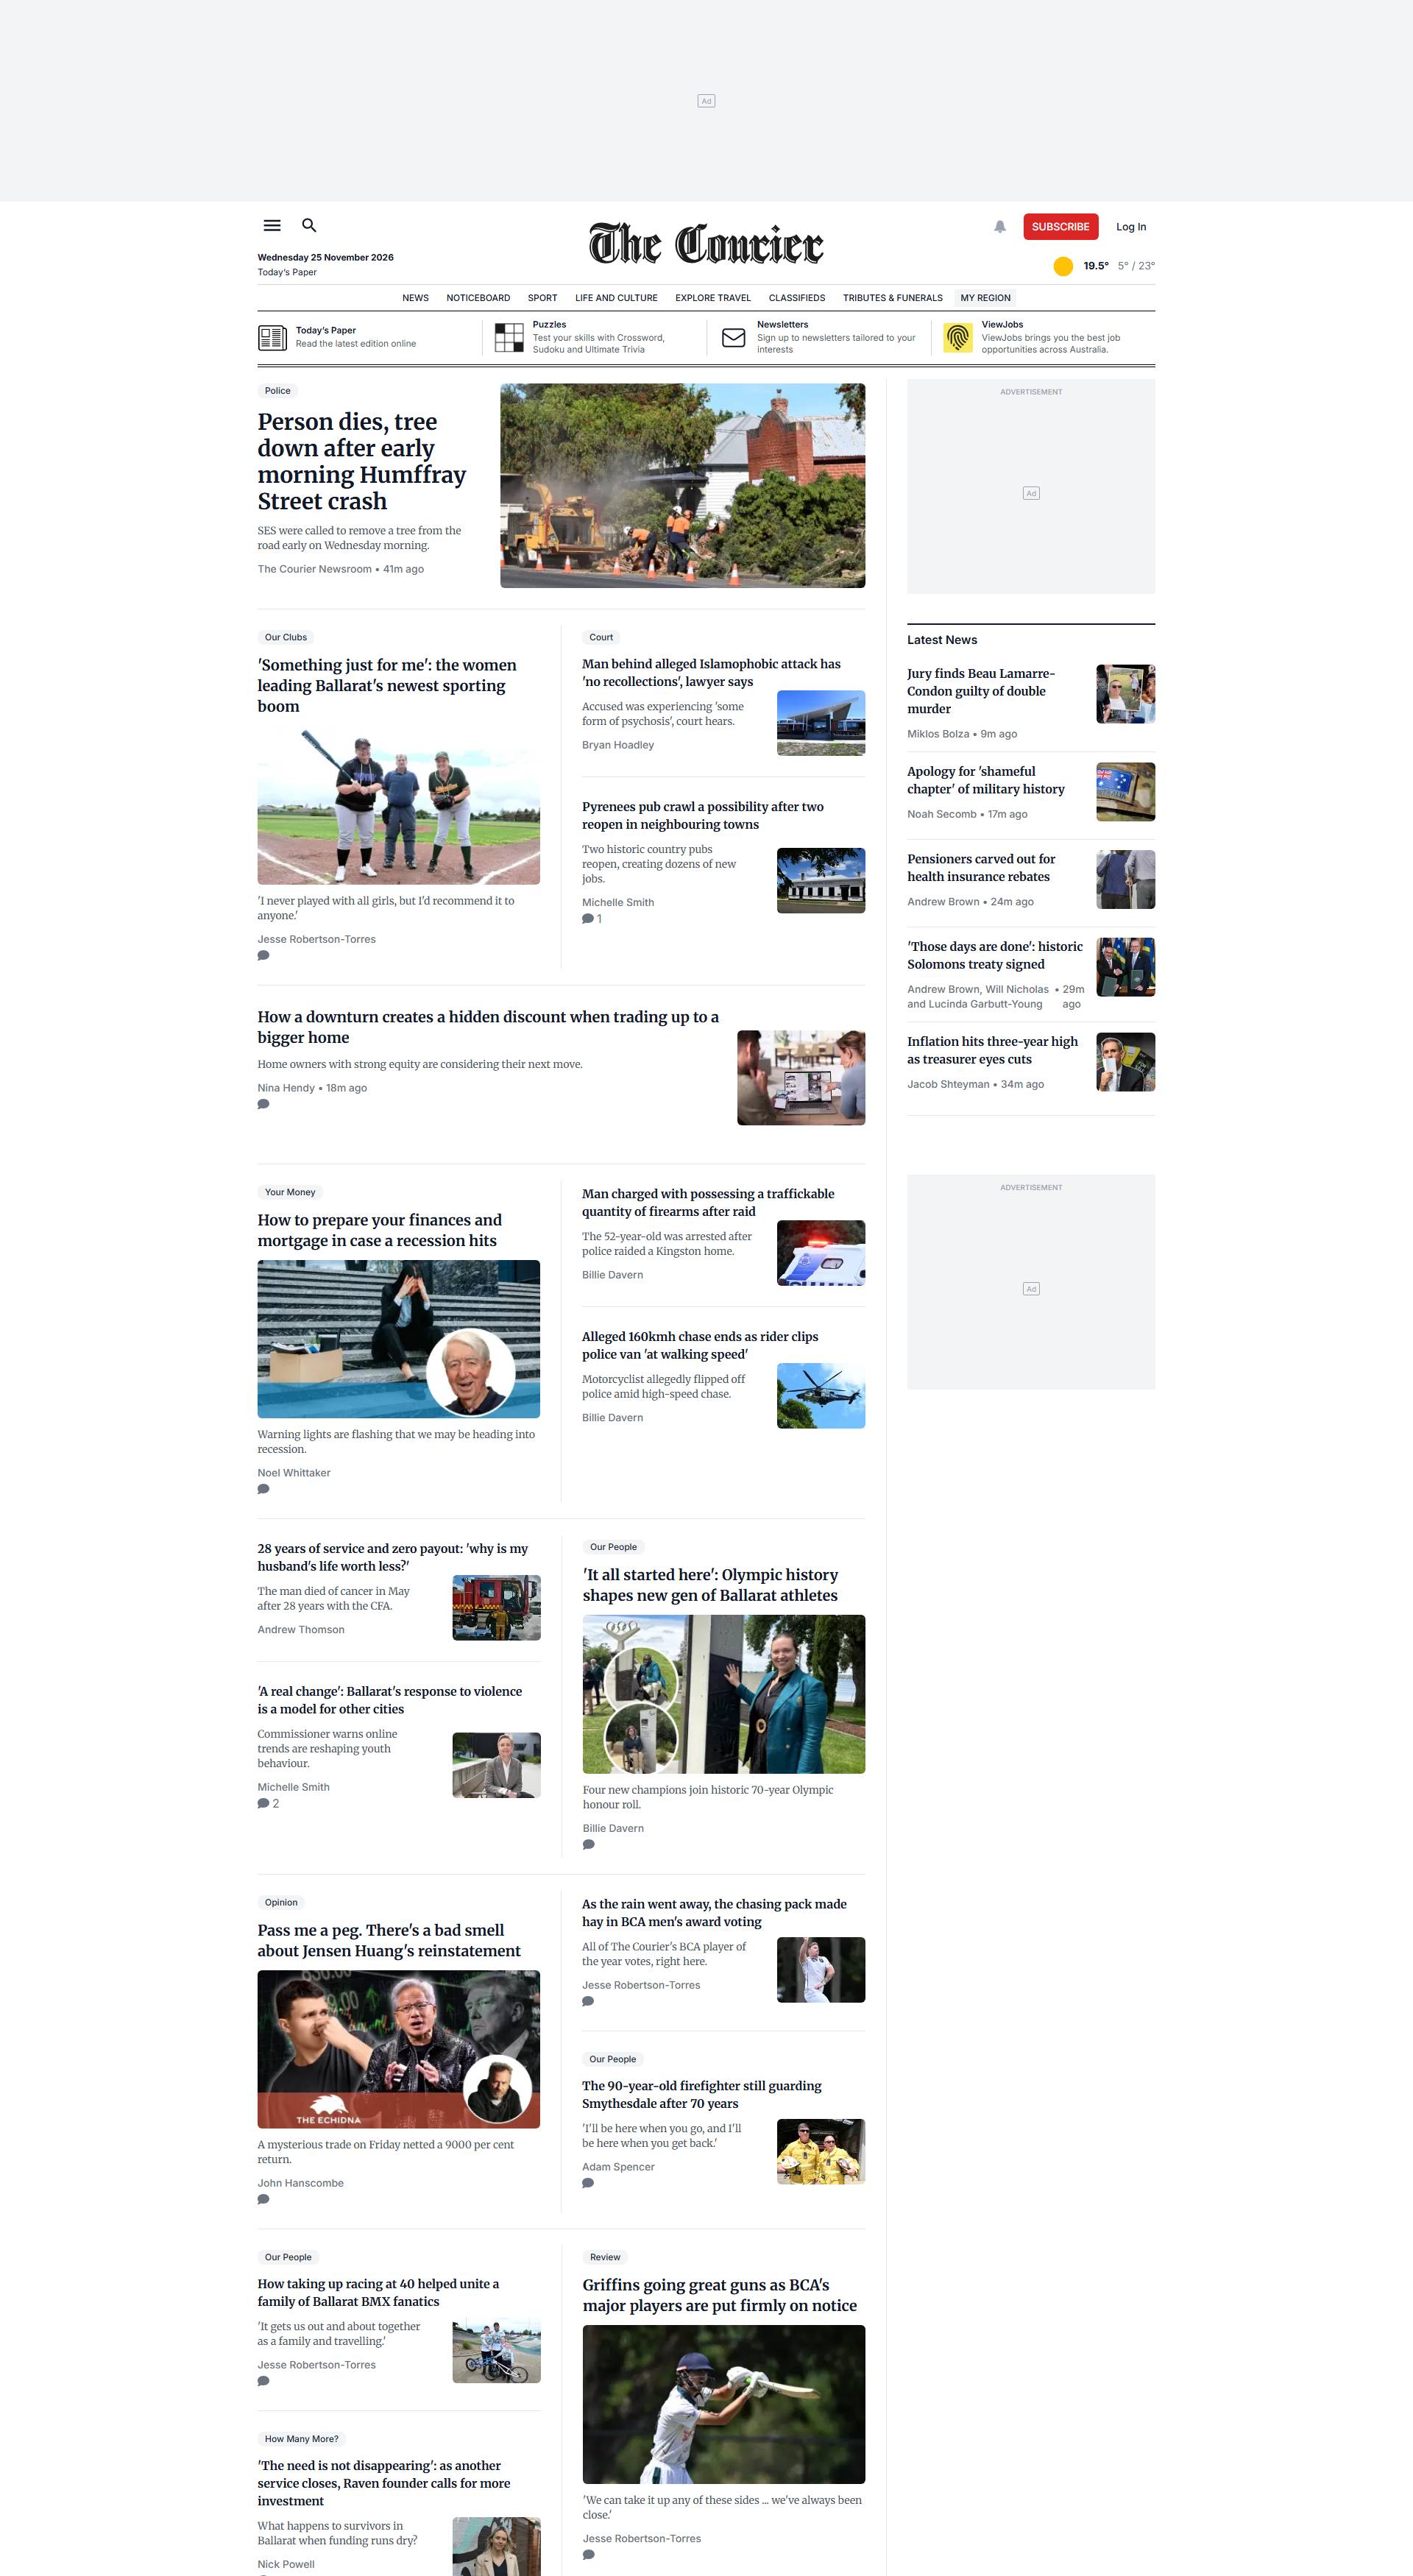 Ad
The Courier
SUBSCRIBE
Log In
Wednesday 25 November 2026
Today's Paper
19.5° 5° / 23°
NEWS NOTICEBOARD SPORT LIFE AND CULTURE EXPLORE TRAVEL CLASSIFIEDS TRIBUTES & FUNERALS MY REGION
Today's Paper
Read the latest edition online
Puzzles
Test your skills with Crossword,
Sudoku and Ultimate Trivia
Newsletters
Sign up to newsletters tailored to your
interests
ViewJobs
ViewJobs brings you the best job
opportunities across Australia.
Police
Person dies, tree
down after early
morning Humffray
Street crash
SES were called to remove a tree from the
road early on Wednesday morning.
The Courier Newsroom • 41m ago
Our Clubs
'Something just for me': the women
leading Ballarat's newest sporting
boom
'I never played with all girls, but I'd recommend it to
anyone.'
Jesse Robertson-Torres
Court
Man behind alleged Islamophobic attack has
'no recollections', lawyer says
Accused was experiencing 'some
form of psychosis', court hears.
Bryan Hoadley
Pyrenees pub crawl a possibility after two
reopen in neighbouring towns
Two historic country pubs
reopen, creating dozens of new
jobs.
Michelle Smith
1
How a downturn creates a hidden discount when trading up to a
bigger home
Home owners with strong equity are considering their next move.
Nina Hendy • 18m ago
Your Money
How to prepare your finances and
mortgage in case a recession hits
Warning lights are flashing that we may be heading into
recession.
Noel Whittaker
Man charged with possessing a traffickable
quantity of firearms after raid
The 52-year-old was arrested after
police raided a Kingston home.
Billie Davern
Alleged 160kmh chase ends as rider clips
police van 'at walking speed'
Motorcyclist allegedly flipped off
police amid high-speed chase.
Billie Davern
28 years of service and zero payout: 'why is my
husband's life worth less?'
The man died of cancer in May
after 28 years with the CFA.
Andrew Thomson
'A real change': Ballarat's response to violence
is a model for other cities
Commissioner warns online
trends are reshaping youth
behaviour.
Michelle Smith
2
Our People
'It all started here': Olympic history
shapes new gen of Ballarat athletes
Four new champions join historic 70-year Olympic
honour roll.
Billie Davern
Opinion
Pass me a peg. There's a bad smell
about Jensen Huang's reinstatement
THE ECHIDNA
A mysterious trade on Friday netted a 9000 per cent
return.
John Hanscombe
As the rain went away, the chasing pack made
hay in BCA men's award voting
All of The Courier's BCA player of
the year votes, right here.
Jesse Robertson-Torres
Our People
The 90-year-old firefighter still guarding
Smythesdale after 70 years
'I'll be here when you go, and I'll
be here when you get back.'
Adam Spencer
Our People
How taking up racing at 40 helped unite a
family of Ballarat BMX fanatics
'It gets us out and about together
as a family and travelling.'
Jesse Robertson-Torres
How Many More?
'The need is not disappearing': as another
service closes, Raven founder calls for more
investment
What happens to survivors in
Ballarat when funding runs dry?
Nick Powell
Review
Griffins going great guns as BCA's
major players are put firmly on notice
'We can take it up any of these sides ... we've always been
close.'
Jesse Robertson-Torres
ADVERTISEMENT
Ad
Latest News
Jury finds Beau Lamarre-
Condon guilty of double
murder
Miklos Bolza • 9m ago
Apology for 'shameful
chapter' of military history
Noah Secomb • 17m ago
Pensioners carved out for
health insurance rebates
Andrew Brown • 24m ago
'Those days are done': historic
Solomons treaty signed
Andrew Brown, Will Nicholas • 29m
and Lucinda Garbutt-Young ago
Inflation hits three-year high
as treasurer eyes cuts
Jacob Shteyman • 34m ago
ADVERTISEMENT
Ad